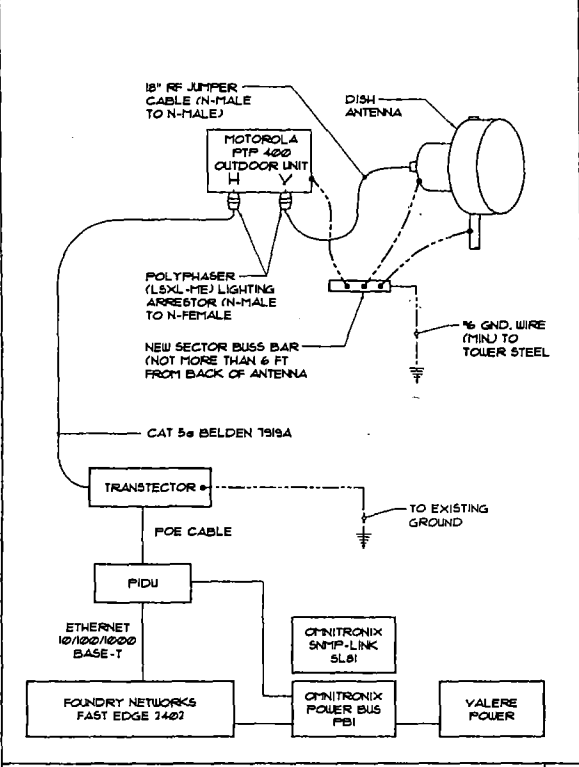 18" RF JUMPER
CABLE (N-MALE
TO N-MALE)
DISH
ANTENNA
MOTOROLA
PTP 400
OUTDOOR UNIT
H V
POLYPHASER
(LSXL-ME) LIGHTING
ARRESTOR (N-MALE
TO N-FEMALE
NEW SECTOR BUSS BAR
(NOT MORE THAN 6 FT
FROM BACK OF ANTENNA
#6 GND. WIRE
(MIN.) TO
TOWER STEEL
CAT 5e BELDEN 7919A
TRANSTECTOR
TO EXISTING
GROUND
POE CABLE
PIDU
ETHERNET
10/100/1000
BASE-T
OMNITRONIX
SNMP-LINK
SL81
FOUNDRY NETWORKS
FAST EDGE 2402
OMNITRONIX
POWER BUS
PB1
VALERE
POWER